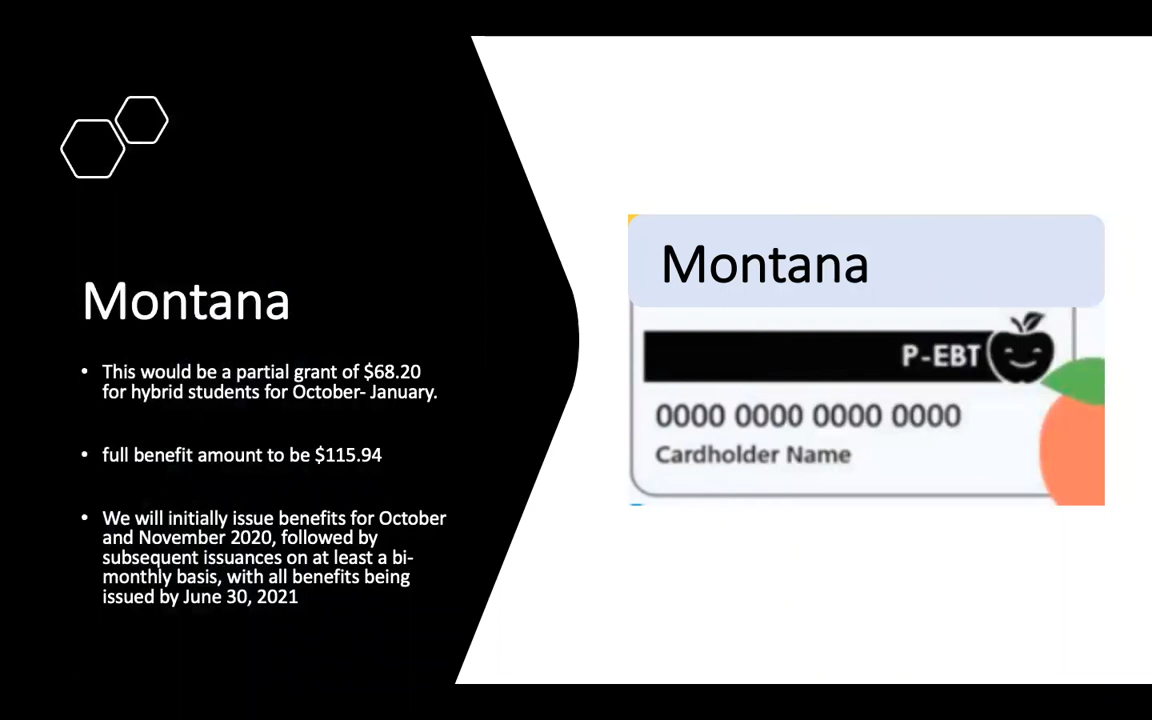 Montana
• This would be a partial grant of $68.20
for hybrid students for October- January.
• full benefit amount to be $115.94
• We will initially issue benefits for October
and November 2020, followed by
subsequent issuances on at least a bi-
monthly basis, with all benefits being
issued by June 30, 2021
Montana
P-EBT
0000 0000 0000 0000
Cardholder Name